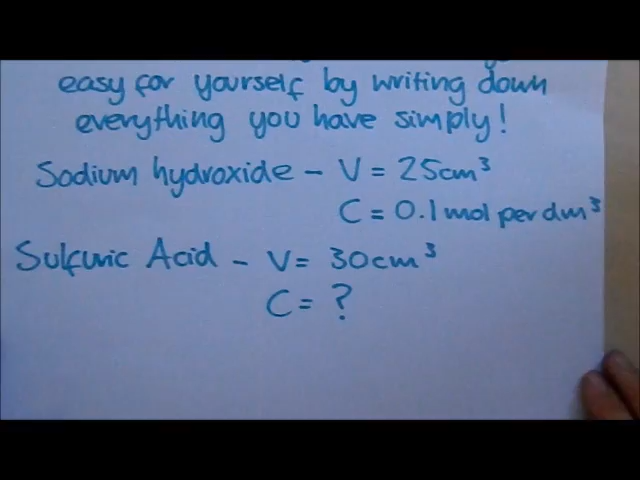 easy for yourself by writing down
everything you have simply!
Sodium hydroxide - V = 25cm³
C = 0.1 mol per dm³
Sulfuric Acid - V = 30cm³
C = ?